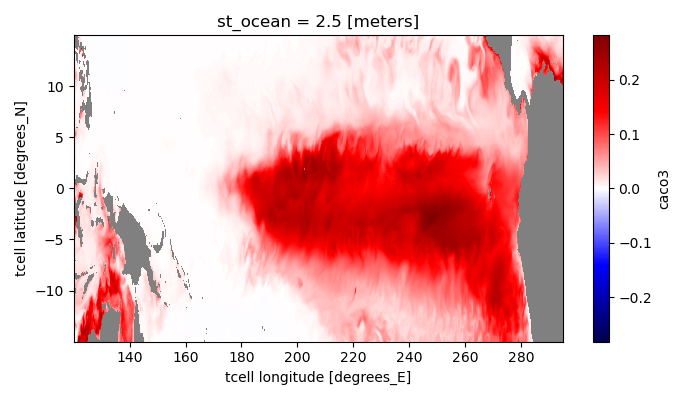 st_ocean = 2.5 [meters]
10
5
0
−5
−10
tcell latitude [degrees_N]
140 160 180 200 220 240 260 280
tcell longitude [degrees_E]
0.2
0.1
0.0
−0.1
−0.2
caco3